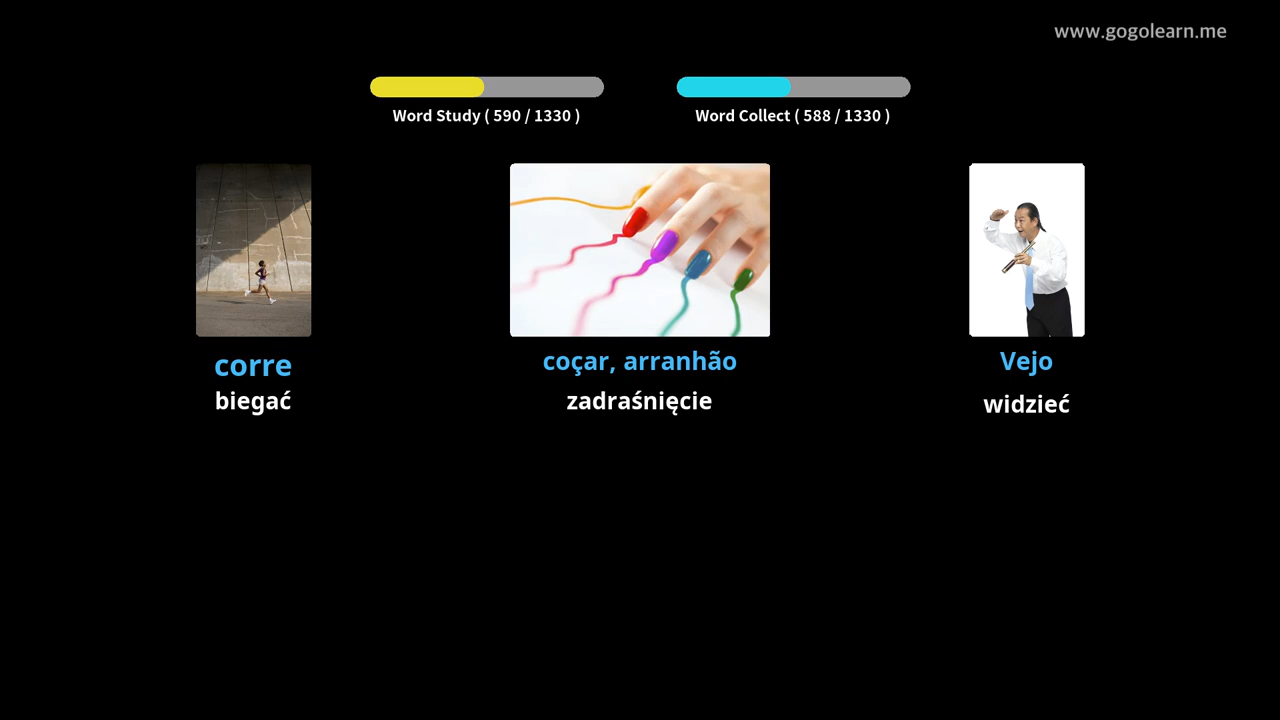 www.gogolearn.me
Word Study ( 590 / 1330 )
Word Collect ( 588 / 1330 )
corre
biegać
coçar, arranhão
zadraśnięcie
Vejo
widzieć